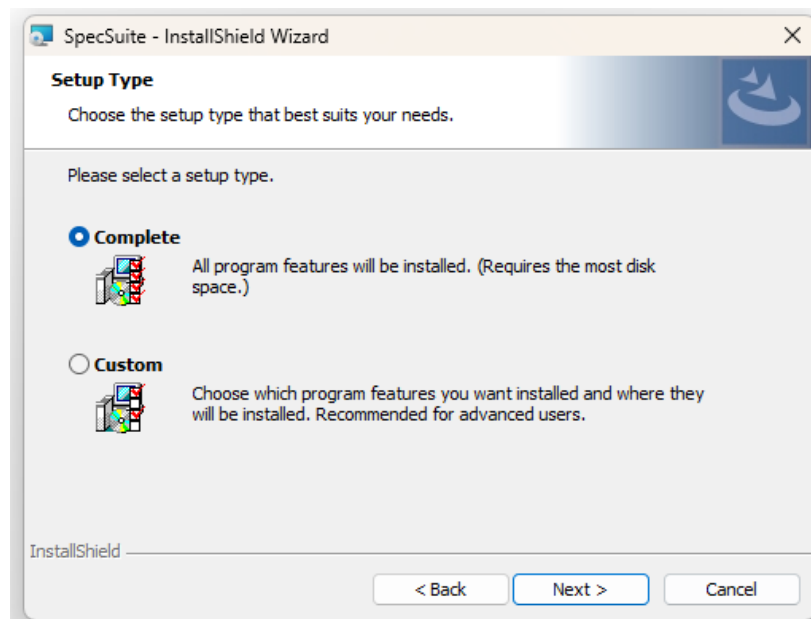 SpecSuite - InstallShield Wizard
Setup Type
Choose the setup type that best suits your needs.
Please select a setup type.
Complete
All program features will be installed. (Requires the most disk
space.)
Custom
Choose which program features you want installed and where they
will be installed. Recommended for advanced users.
InstallShield
< Back Next > Cancel